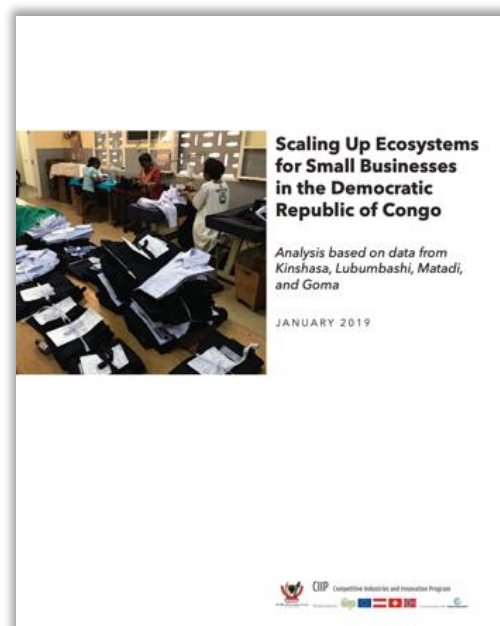 Scaling Up Ecosystems
for Small Businesses
in the Democratic
Republic of Congo
Analysis based on data from
Kinshasa, Lubumbashi, Matadi,
and Goma
JANUARY 2019
CIIP Competitive Industries and Innovation Program